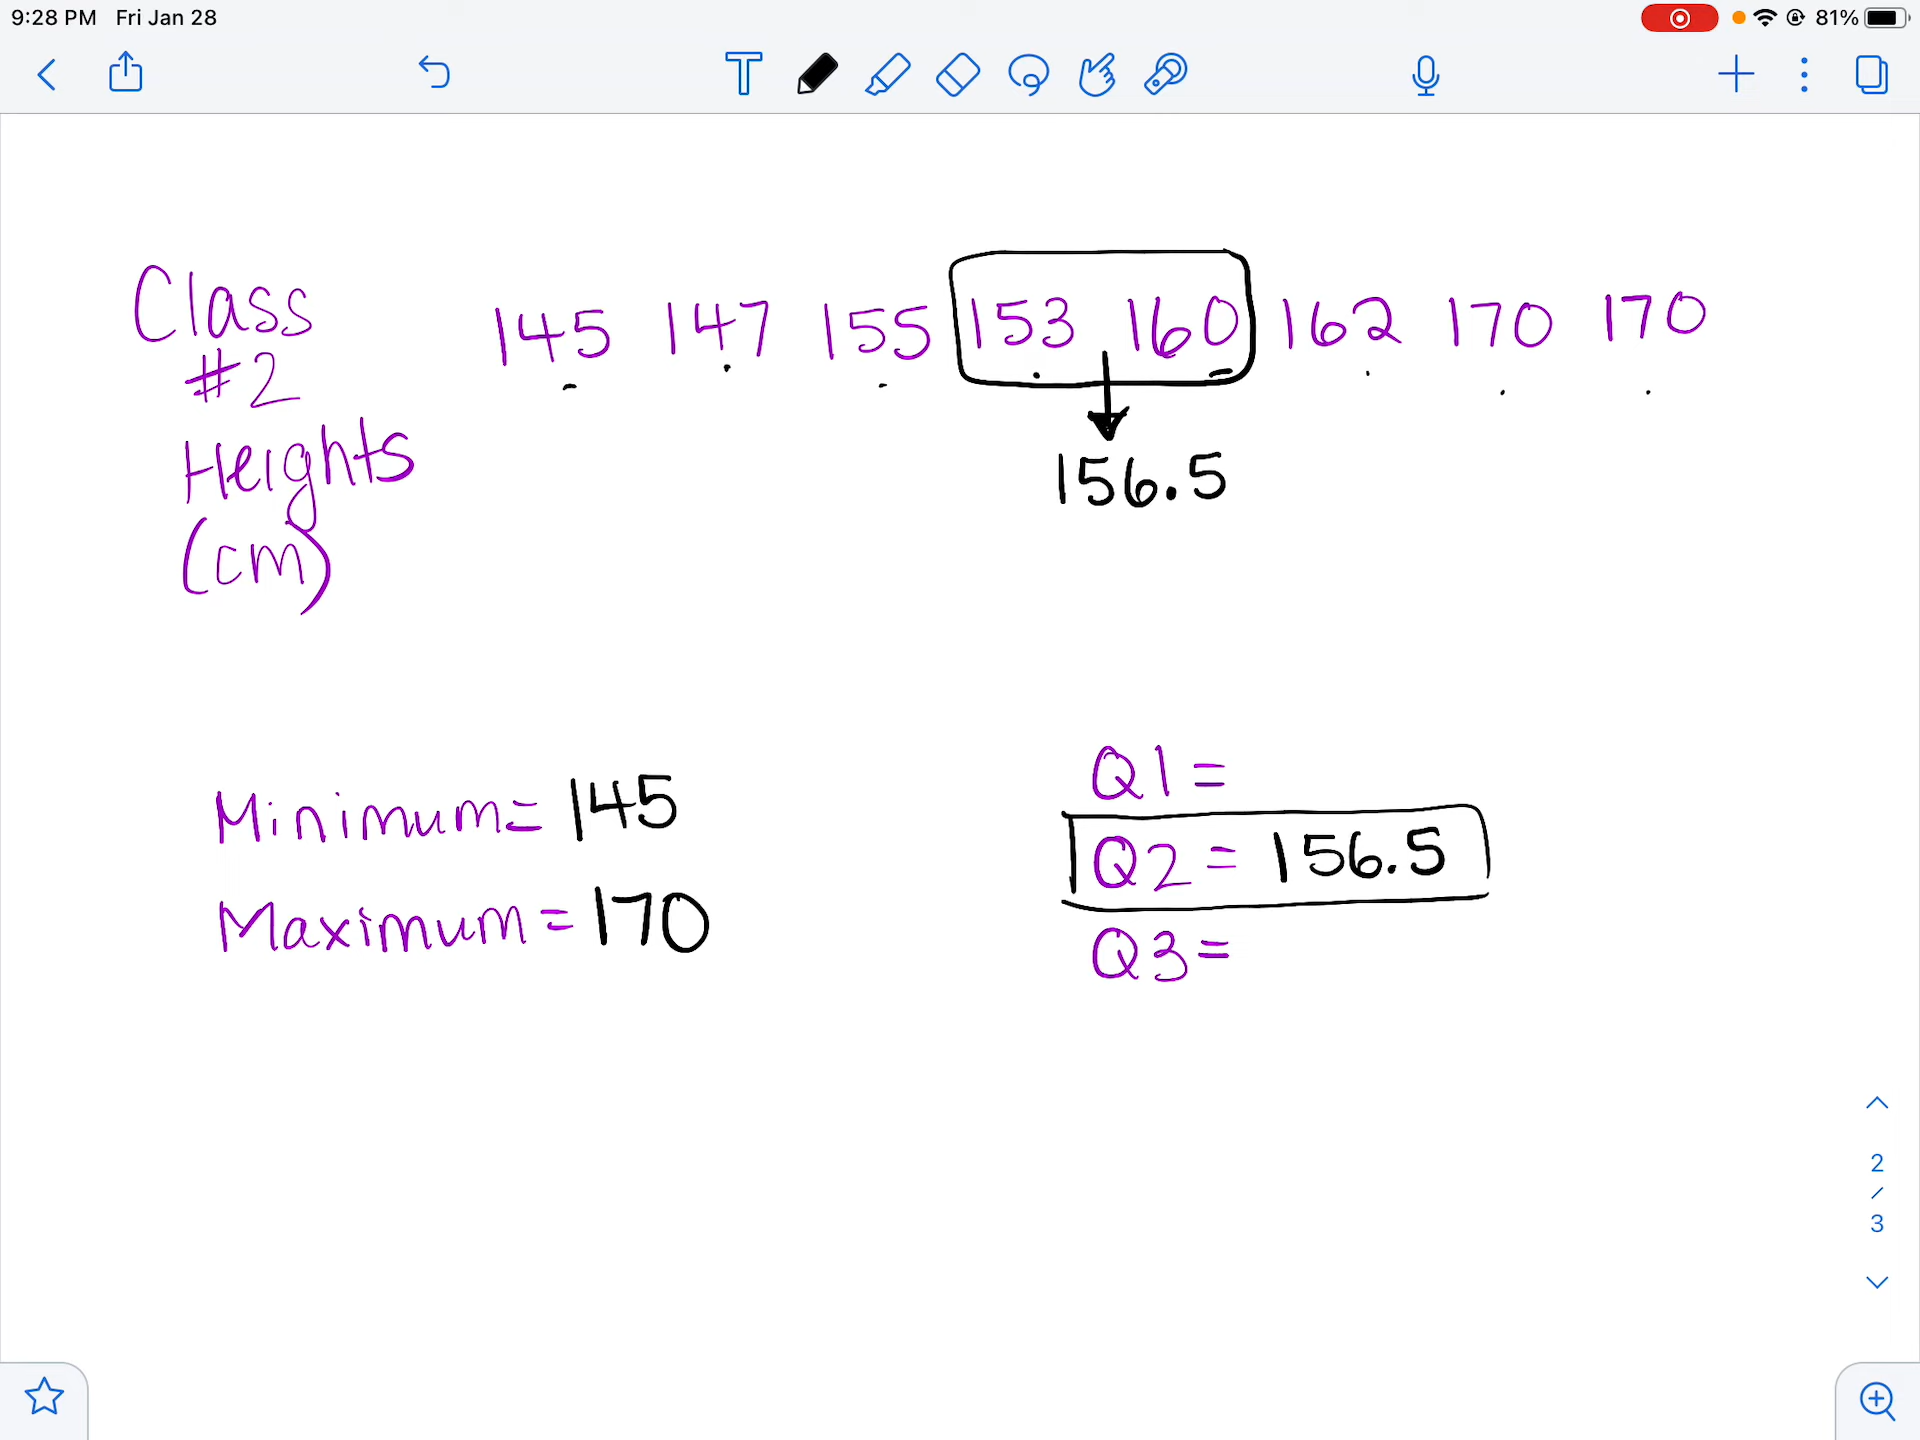 9:28 PM Fri Jan 28
81%
T
Class
#2
Heights
(cm)
145 147 155 153 160 162 170 170
156.5
Minimum= 145
Maximum= 170
Q1=
Q2= 156.5
Q3=
2
/
3